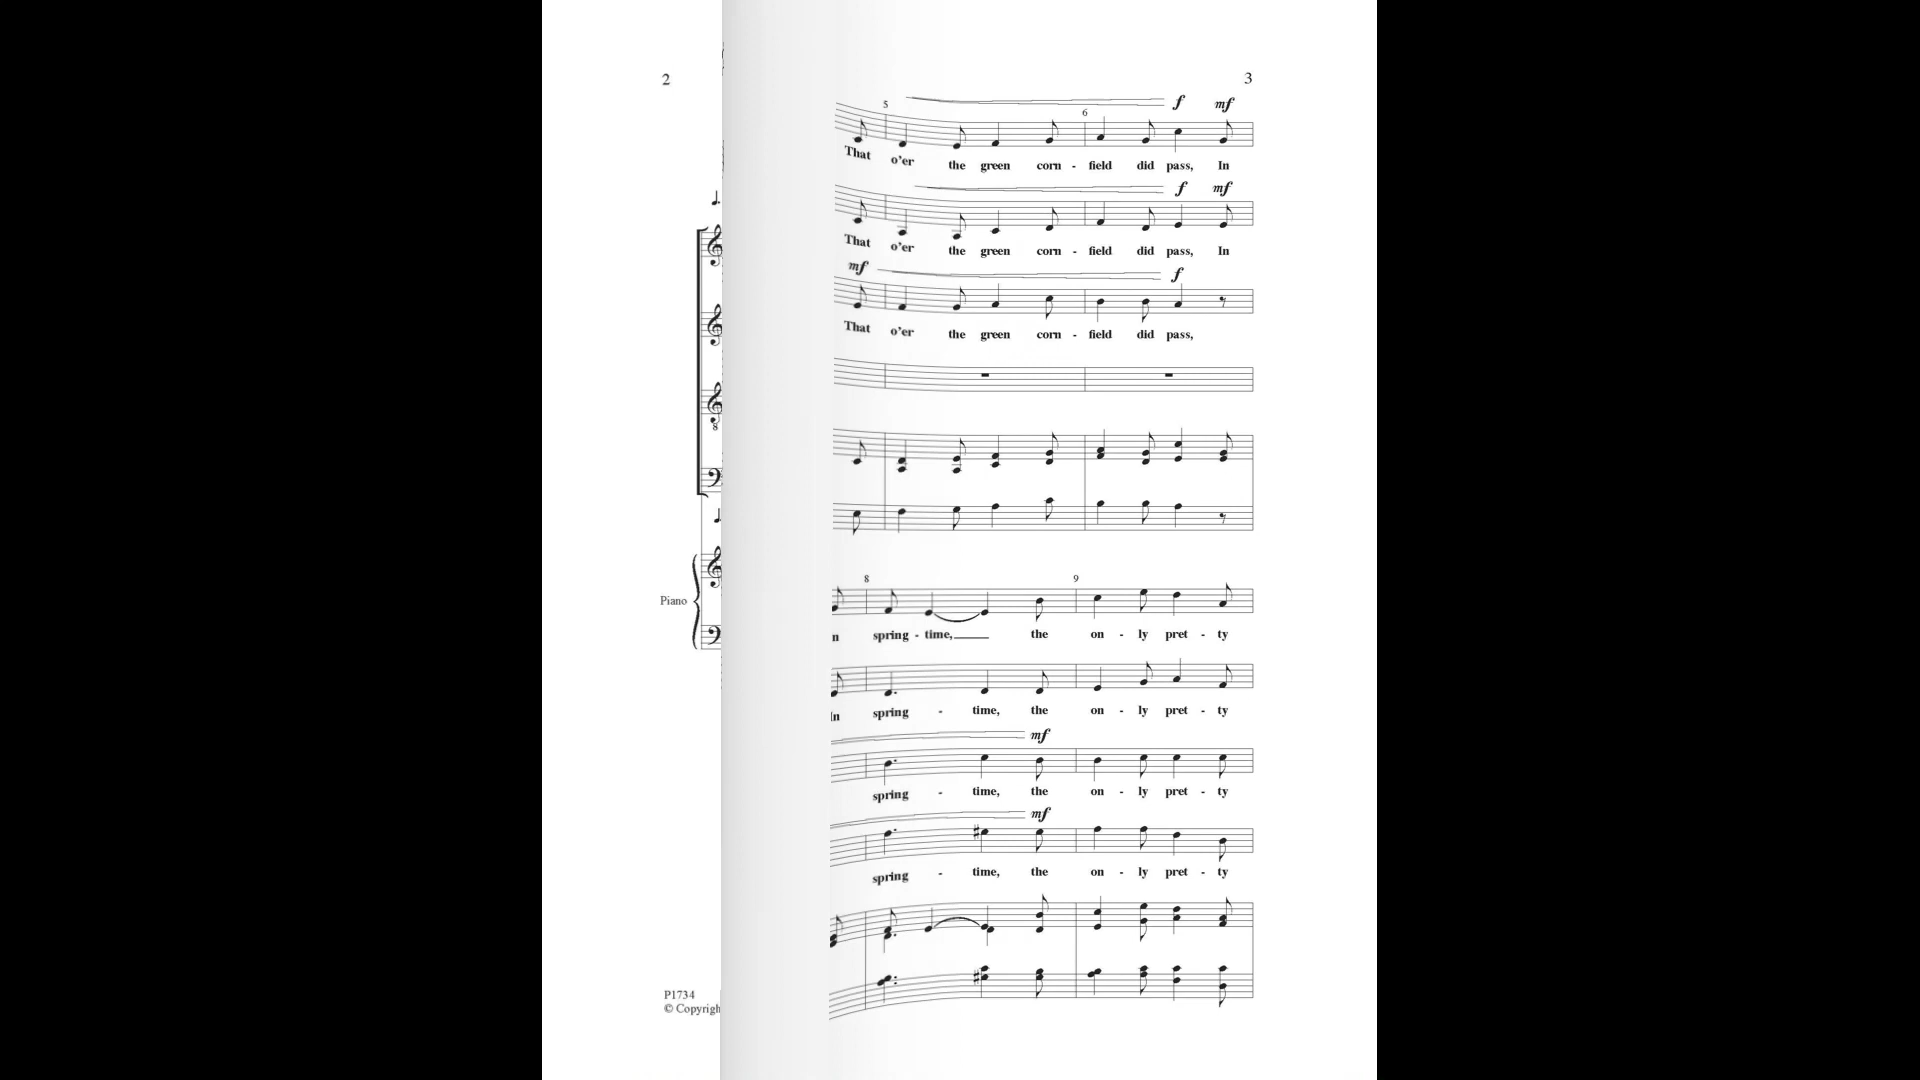 2
3
5
6
f mf
That o'er the green corn - field did pass, In
f mf
That o'er the green corn - field did pass, In
mf
f
That o'er the green corn - field did pass,
8
9
spring - time, the on - ly pret - ty
In spring - time, the on - ly pret - ty
mf
spring - time, the on - ly pret - ty
mf
spring - time, the on - ly pret - ty
Piano
P1734
© Copyrigh